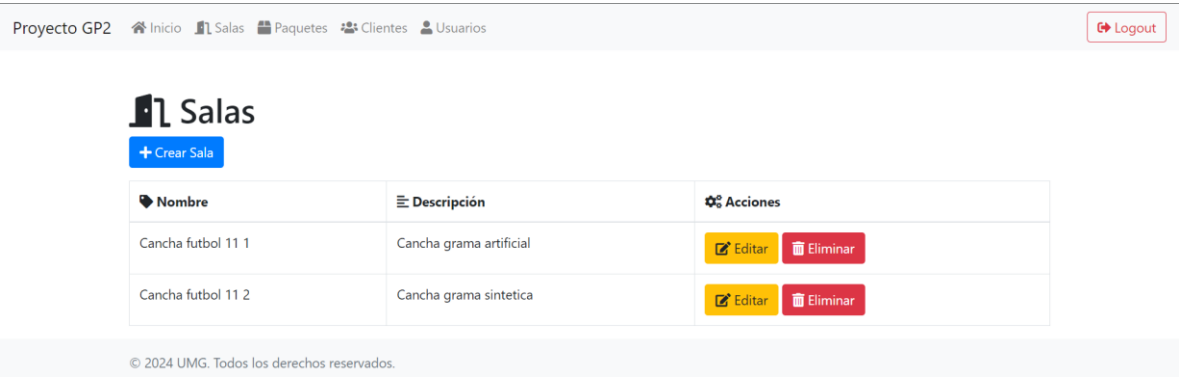 Proyecto GP2 Inicio Salas Paquetes Clientes Usuarios Logout
Salas
Crear Sala
Nombre Descripción Acciones
Cancha futbol 11 1 Cancha grama artificial Editar Eliminar
Cancha futbol 11 2 Cancha grama sintetica Editar Eliminar
© 2024 UMG. Todos los derechos reservados.